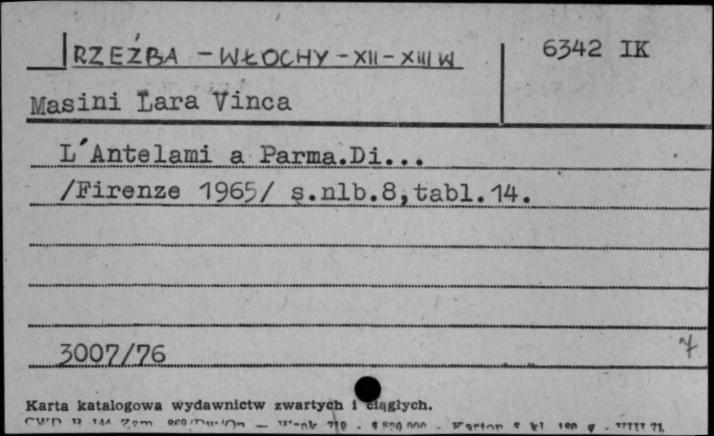 RZEŹBA - WŁOCHY - XII - XIII W
6342 IK
Masini Lara Vinca
L'Antelami a Parma.Di...
/Firenze 1965/ s.nlb.8,tabl.14.
3007/76
Karta katalogowa wydawnictw zwartych i ciągłych.